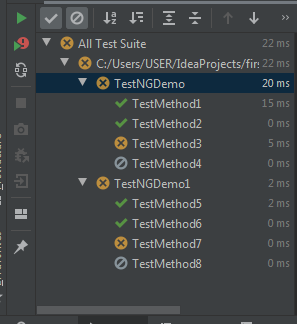 All Test Suite 22 ms
C:/Users/USER/IdeaProjects/fir 22 ms
TestNGDemo 20 ms
TestMethod1 15 ms
TestMethod2 0 ms
TestMethod3 5 ms
TestMethod4 0 ms
TestNGDemo1 2 ms
TestMethod5 2 ms
TestMethod6 0 ms
TestMethod7 0 ms
TestMethod8 0 ms